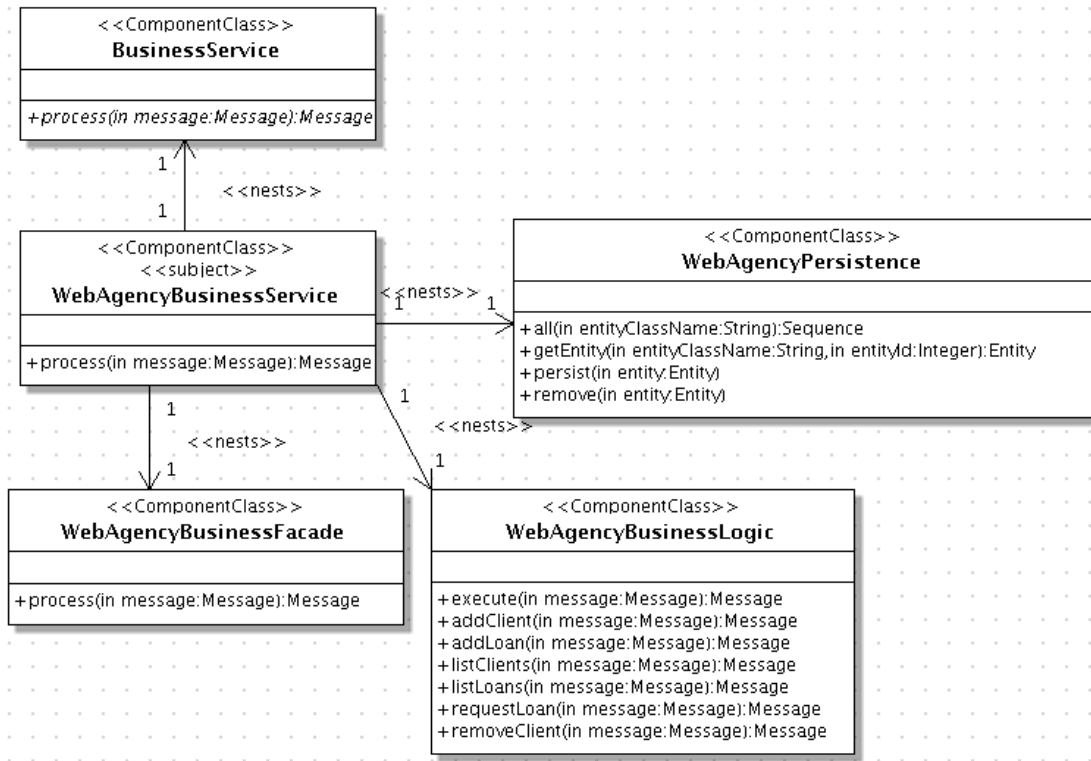 <<ComponentClass>>
BusinessService
+process(in message:Message):Message
1
<<nests>>
1
<<ComponentClass>>
<<subject>>
WebAgencyBusinessService
+process(in message:Message):Message
<<nests>>
1
1
<<ComponentClass>>
WebAgencyPersistence
+all(in entityClassName:String):Sequence
+getEntity(in entityClassName:String,in entityId:Integer):Entity
+persist(in entity:Entity)
+remove(in entity:Entity)
1
<<nests>>
1
1
<<nests>>
1
<<ComponentClass>>
WebAgencyBusinessFacade
+process(in message:Message):Message
<<ComponentClass>>
WebAgencyBusinessLogic
+execute(in message:Message):Message
+addClient(in message:Message):Message
+addLoan(in message:Message):Message
+listClients(in message:Message):Message
+listLoans(in message:Message):Message
+requestLoan(in message:Message):Message
+removeClient(in message:Message):Message